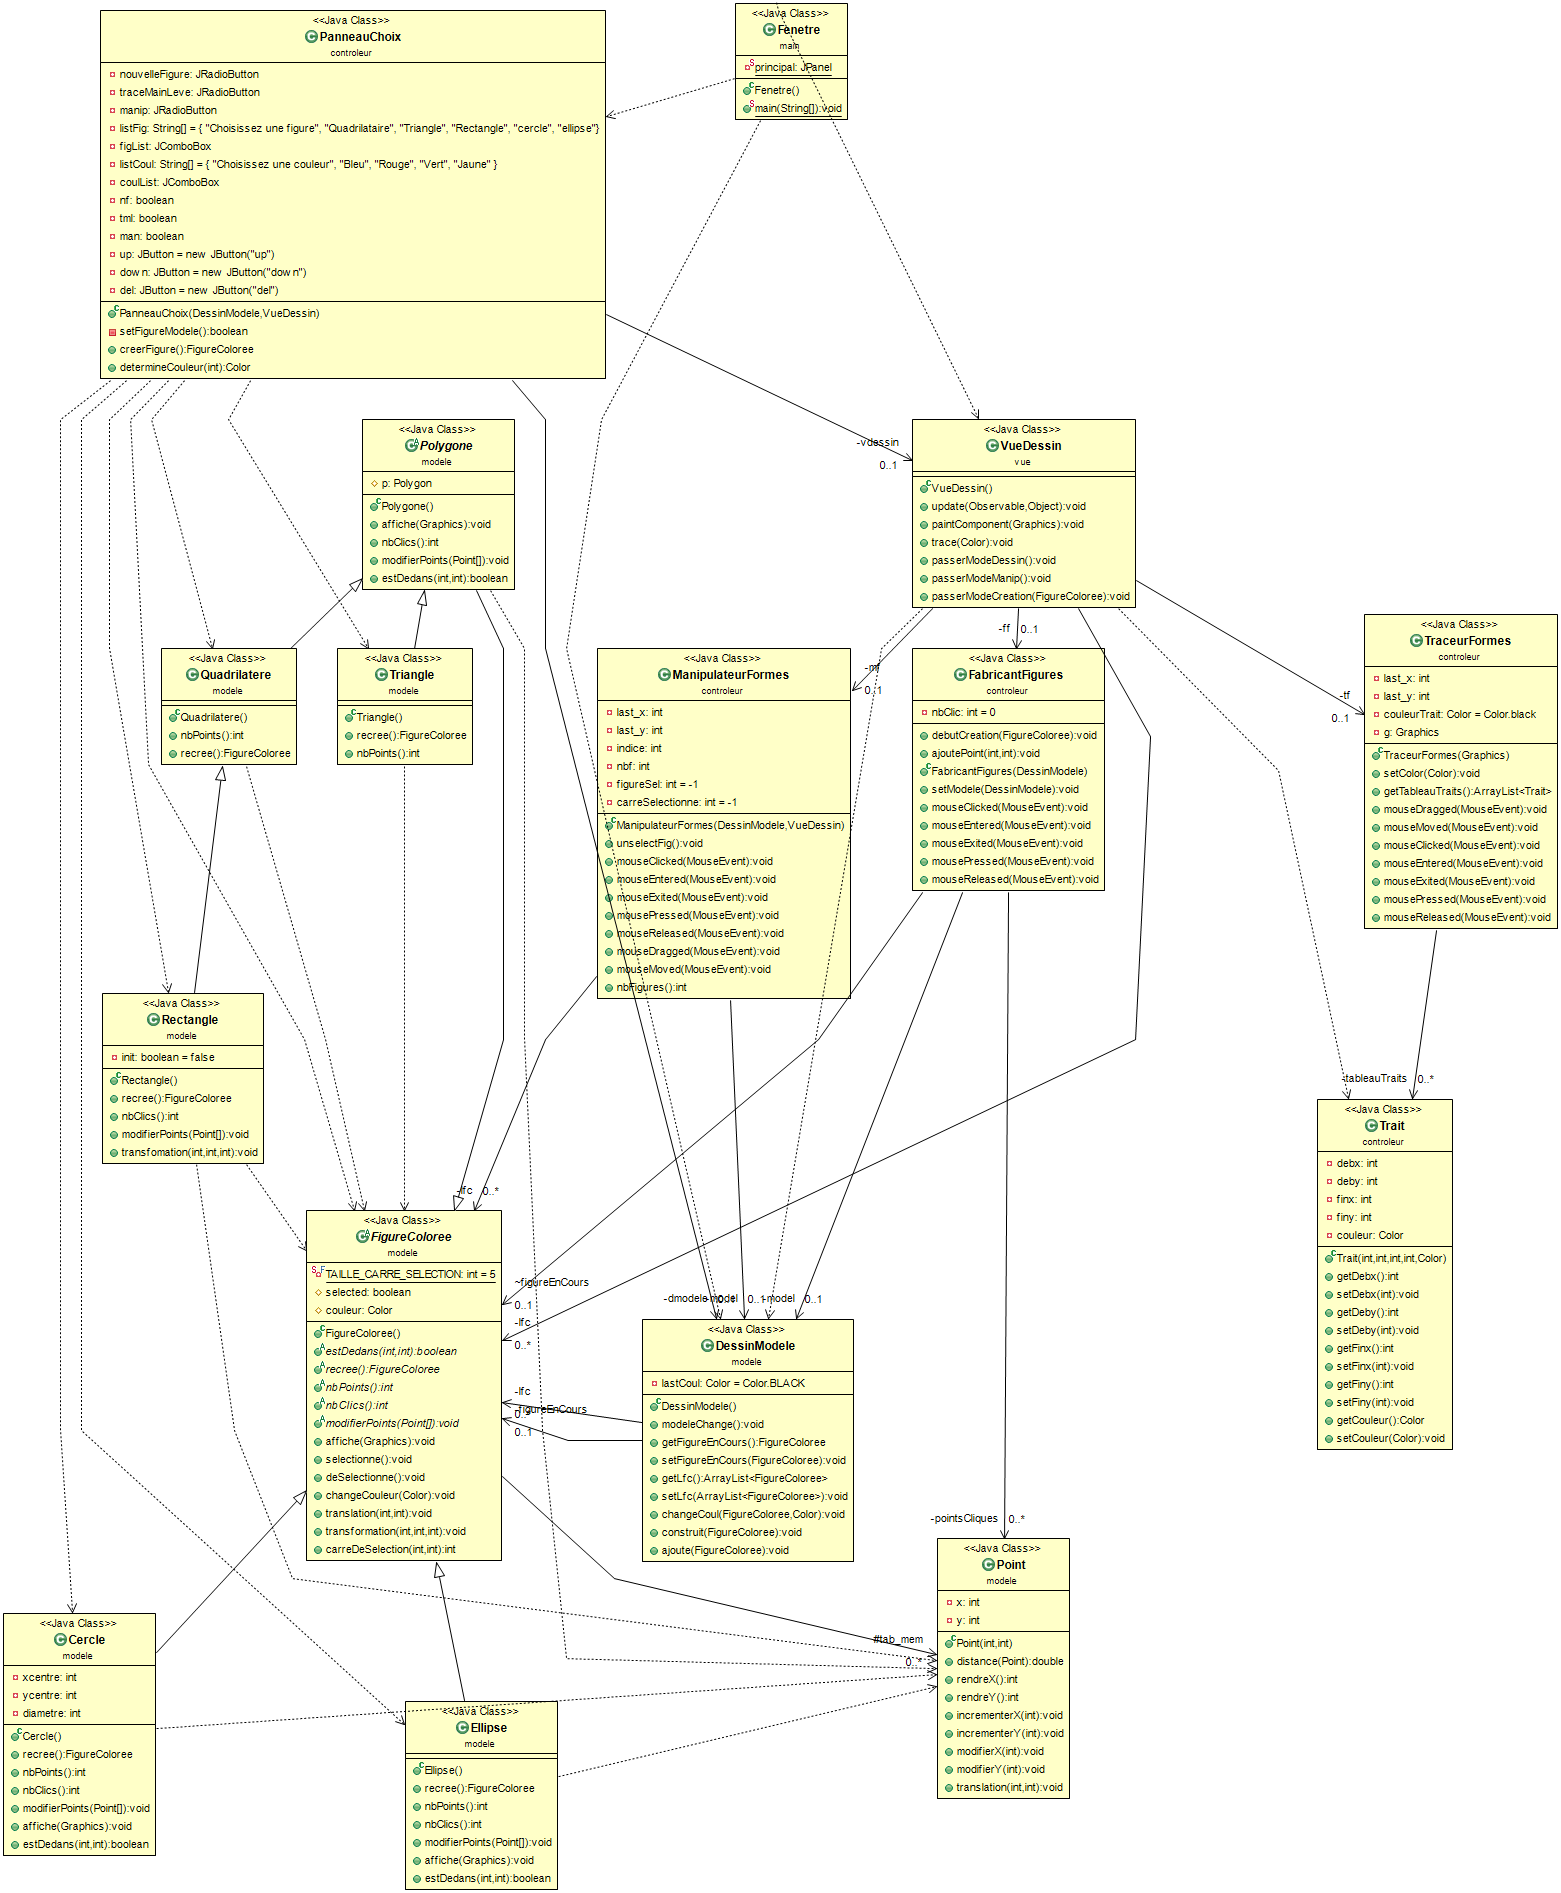 <<Java Class>>
PanneauChoix
controleur
nouvelleFigure: JRadioButton
traceMainLeve: JRadioButton
manip: JRadioButton
listFig: String[] = { "Choisissez une figure", "Quadrilataire", "Triangle", "Rectangle", "cercle", "ellipse"}
figList: JComboBox
listCoul: String[] = { "Choisissez une couleur", "Bleu", "Rouge", "Vert", "Jaune" }
coulList: JComboBox
nf: boolean
tml: boolean
man: boolean
up: JButton = new JButton("up")
down: JButton = new JButton("down")
del: JButton = new JButton("del")
PanneauChoix(DessinModele,VueDessin)
setFigureModele():boolean
creerFigure():FigureColoree
determineCouleur(int):Color
<<Java Class>>
Fenetre
main
principal: JPanel
Fenetre()
main(String[]):void
<<Java Class>>
Polygone
modele
p: Polygon
Polygone()
affiche(Graphics):void
nbClics():int
modifierPoints(Point[]):void
estDedans(int,int):boolean
-vdessin
0..1
<<Java Class>>
VueDessin
vue
VueDessin()
update(Observable,Object):void
paintComponent(Graphics):void
trace(Color):void
passerModeDessin():void
passerModeManip():void
passerModeCreation(FigureColoree):void
<<Java Class>>
Quadrilatere
modele
Quadrilatere()
nbPoints():int
recree():FigureColoree
<<Java Class>>
Triangle
modele
Triangle()
recree():FigureColoree
nbPoints():int
<<Java Class>>
ManipulateurFormes
controleur
last_x: int
last_y: int
indice: int
nbf: int
figureSel: int = -1
carreSelectionne: int = -1
ManipulateurFormes(DessinModele,VueDessin)
unselectFig():void
mouseClicked(MouseEvent):void
mouseEntered(MouseEvent):void
mouseExited(MouseEvent):void
mousePressed(MouseEvent):void
mouseReleased(MouseEvent):void
mouseDragged(MouseEvent):void
mouseMoved(MouseEvent):void
nbFigures():int
-mf
0..1
-ff
0..1
<<Java Class>>
FabricantFigures
controleur
nbClic: int = 0
debutCreation(FigureColoree):void
ajoutePoint(int,int):void
FabricantFigures(DessinModele)
setModele(DessinModele):void
mouseClicked(MouseEvent):void
mouseEntered(MouseEvent):void
mouseExited(MouseEvent):void
mousePressed(MouseEvent):void
mouseReleased(MouseEvent):void
-tf
0..1
<<Java Class>>
TraceurFormes
controleur
last_x: int
last_y: int
couleurTrait: Color = Color.black
g: Graphics
TraceurFormes(Graphics)
setColor(Color):void
getTableauTraits():ArrayList<Trait>
mouseDragged(MouseEvent):void
mouseMoved(MouseEvent):void
mouseClicked(MouseEvent):void
mouseEntered(MouseEvent):void
mouseExited(MouseEvent):void
mousePressed(MouseEvent):void
mouseReleased(MouseEvent):void
<<Java Class>>
Rectangle
modele
init: boolean = false
Rectangle()
recree():FigureColoree
nbClics():int
modifierPoints(Point[]):void
transfomation(int,int,int):void
-tableauTraits
0..*
<<Java Class>>
Trait
controleur
debx: int
deby: int
finx: int
finy: int
couleur: Color
Trait(int,int,int,int,Color)
getDebx():int
setDebx(int):void
getDeby():int
setDeby(int):void
getFinx():int
setFinx(int):void
getFiny():int
setFiny(int):void
getCouleur():Color
setCouleur(Color):void
-lfc
0..*
<<Java Class>>
FigureColoree
modele
TAILLE_CARRE_SELECTION: int = 5
selected: boolean
couleur: Color
FigureColoree()
estDedans(int,int):boolean
recree():FigureColoree
nbPoints():int
nbClics():int
modifierPoints(Point[]):void
affiche(Graphics):void
selectionne():void
deSelectionne():void
changeCouleur(Color):void
translation(int,int):void
transformation(int,int,int):void
carreDeSelection(int,int):int
~figureEnCours
0..1
-lfc
0..*
-lfc
0..*
-figureEnCours
0..1
-dmodele
-model
0..1
0..1
-model
0..1
<<Java Class>>
DessinModele
modele
lastCoul: Color = Color.BLACK
DessinModele()
modeleChange():void
getFigureEnCours():FigureColoree
setFigureEnCours(FigureColoree):void
getLfc():ArrayList<FigureColoree>
setLfc(ArrayList<FigureColoree>):void
changeCoul(FigureColoree,Color):void
construit(FigureColoree):void
ajoute(FigureColoree):void
-pointsCliques
0..*
<<Java Class>>
Point
modele
x: int
y: int
Point(int,int)
distance(Point):double
rendreX():int
rendreY():int
incrementerX(int):void
incrementerY(int):void
modifierX(int):void
modifierY(int):void
translation(int,int):void
#tab_mem
0..*
<<Java Class>>
Cercle
modele
xcentre: int
ycentre: int
diametre: int
Cercle()
recree():FigureColoree
nbPoints():int
nbClics():int
modifierPoints(Point[]):void
affiche(Graphics):void
estDedans(int,int):boolean
<<Java Class>>
Ellipse
modele
Ellipse()
recree():FigureColoree
nbPoints():int
nbClics():int
modifierPoints(Point[]):void
affiche(Graphics):void
estDedans(int,int):boolean